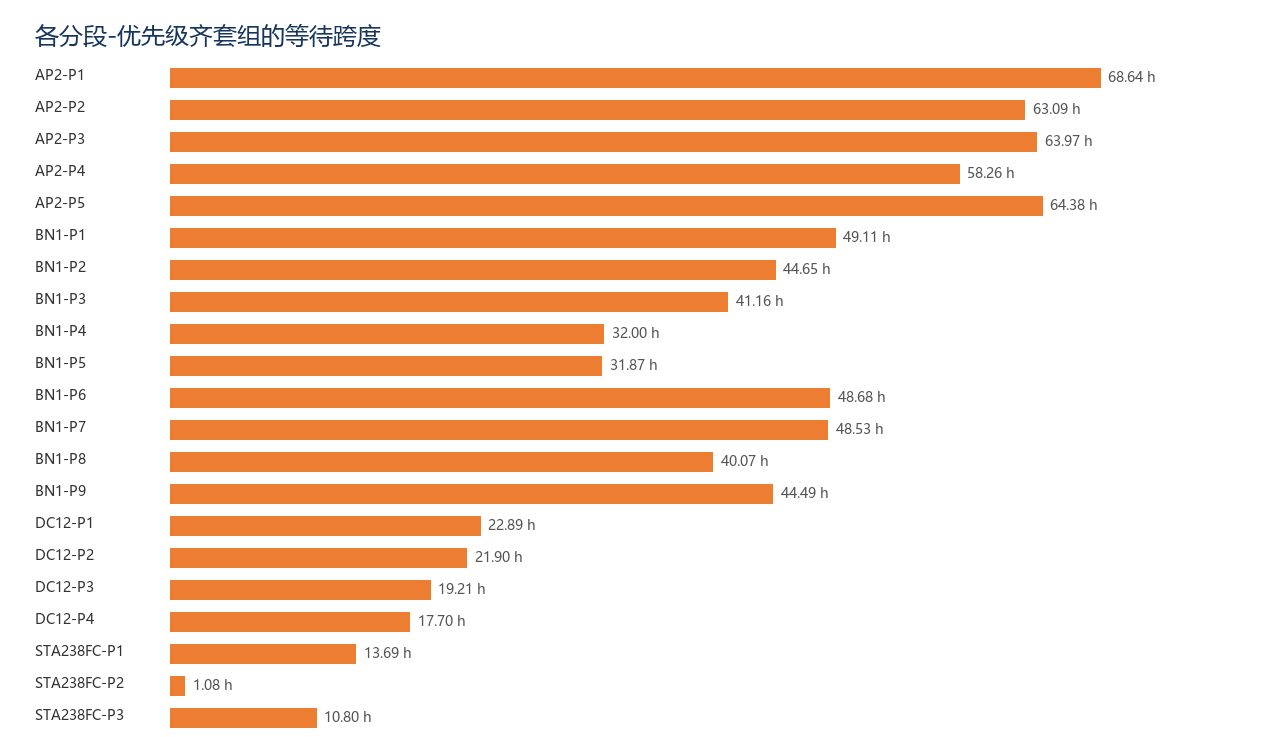 各分段-优先级齐套组的等待跨度
AP2-P1 68.64 h
AP2-P2 63.09 h
AP2-P3 63.97 h
AP2-P4 58.26 h
AP2-P5 64.38 h
BN1-P1 49.11 h
BN1-P2 44.65 h
BN1-P3 41.16 h
BN1-P4 32.00 h
BN1-P5 31.87 h
BN1-P6 48.68 h
BN1-P7 48.53 h
BN1-P8 40.07 h
BN1-P9 44.49 h
DC12-P1 22.89 h
DC12-P2 21.90 h
DC12-P3 19.21 h
DC12-P4 17.70 h
STA238FC-P1 13.69 h
STA238FC-P2 1.08 h
STA238FC-P3 10.80 h